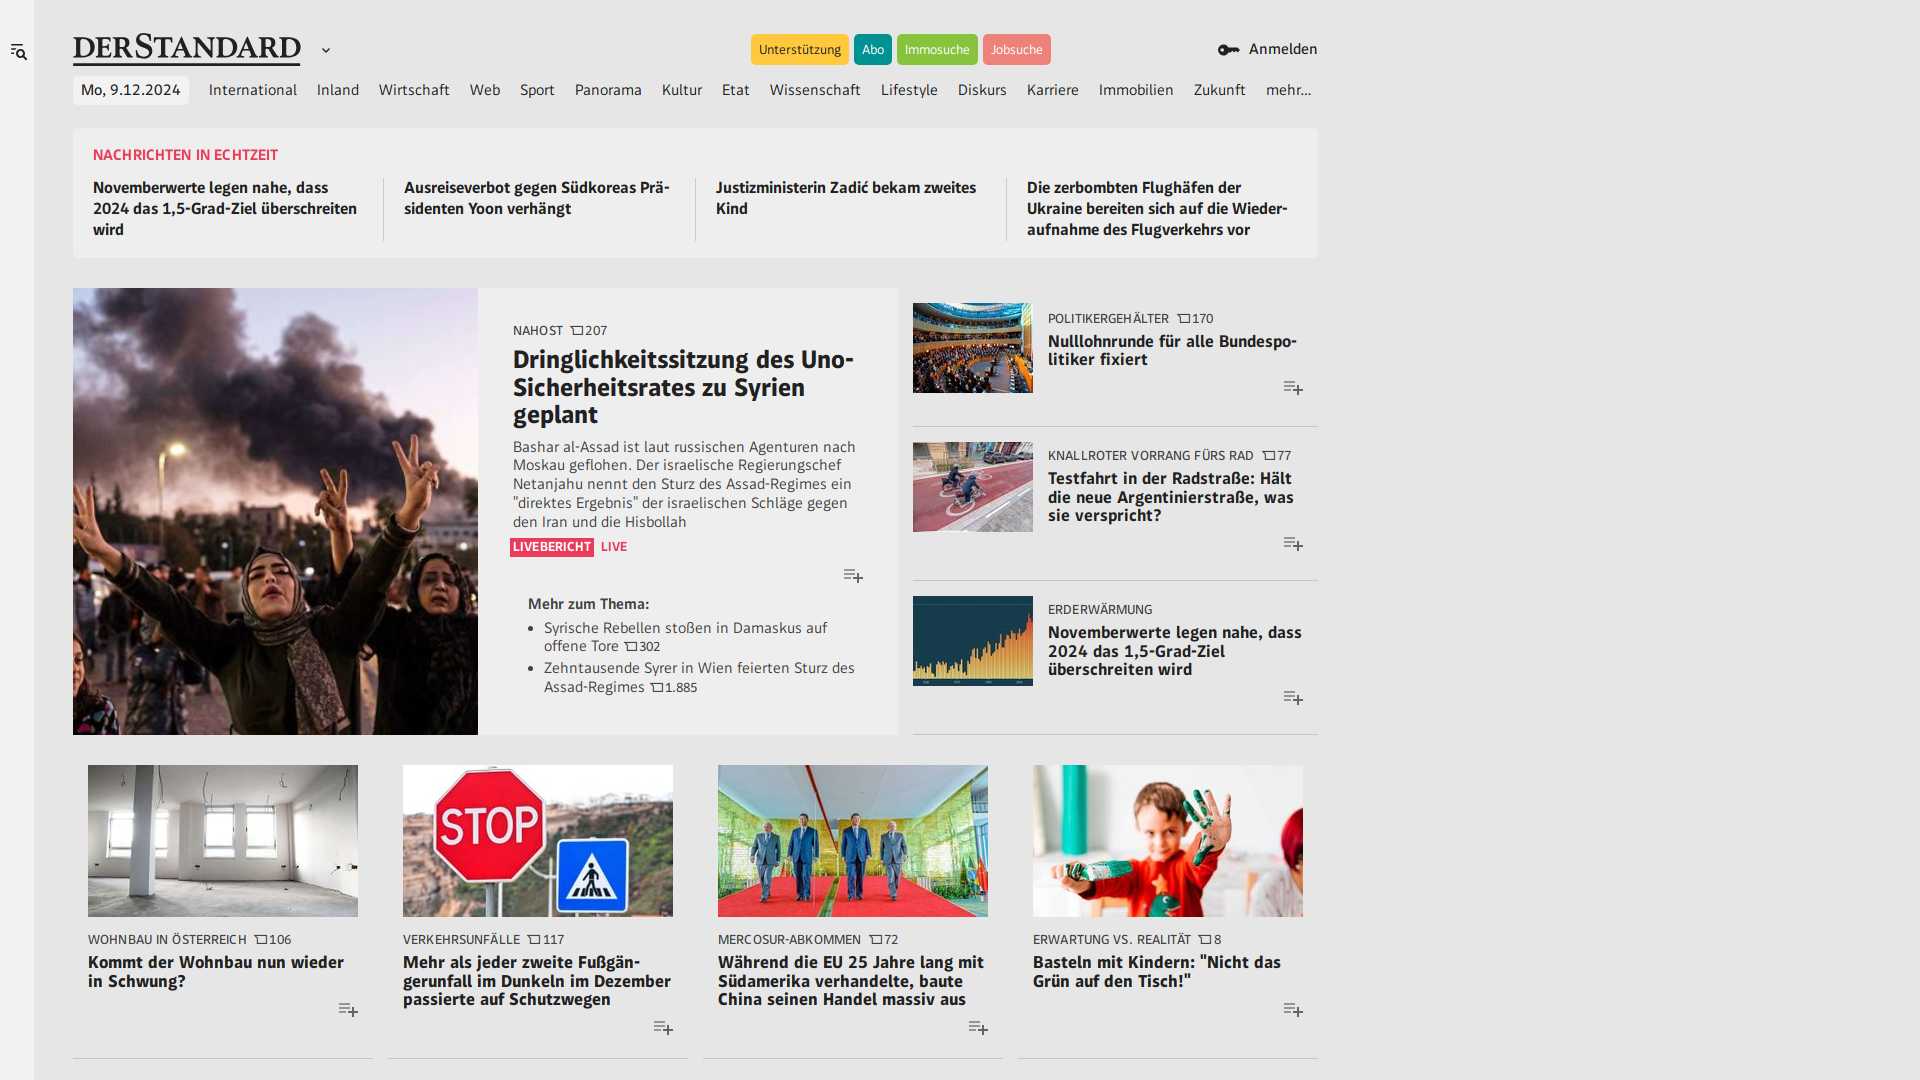 DERSTANDARD
Unterstützung
Abo
Immosuche
Jobsuche
Anmelden
Mo, 9.12.2024
International
Inland
Wirtschaft
Web
Sport
Panorama
Kultur
Etat
Wissenschaft
Lifestyle
Diskurs
Karriere
Immobilien
Zukunft
mehr...
NACHRICHTEN IN ECHTZEIT
Novemberwerte legen nahe, dass
2024 das 1,5-Grad-Ziel überschreiten
wird
Ausreiseverbot gegen Südkoreas Prä-
sidenten Yoon verhängt
Justizministerin Zadić bekam zweites
Kind
Die zerbombten Flughäfen der
Ukraine bereiten sich auf die Wieder-
aufnahme des Flugverkehrs vor
NAHOST 207
Dringlichkeitssitzung des Uno-
Sicherheitsrates zu Syrien
geplant
Bashar al-Assad ist laut russischen Agenturen nach
Moskau geflohen. Der israelische Regierungschef
Netanjahu nennt den Sturz des Assad-Regimes ein
"direktes Ergebnis" der israelischen Schläge gegen
den Iran und die Hisbollah
LIVEBERICHT LIVE
Mehr zum Thema:
Syrische Rebellen stoßen in Damaskus auf
offene Tore 302
Zehntausende Syrer in Wien feierten Sturz des
Assad-Regimes 1.885
POLITIKERGEHÄLTER 170
Nulllohnrunde für alle Bundespo-
litiker fixiert
KNALLROTER VORRANG FÜRS RAD 77
Testfahrt in der Radstraße: Hält
die neue Argentinierstraße, was
sie verspricht?
ERDERWÄRMUNG
Novemberwerte legen nahe, dass
2024 das 1,5-Grad-Ziel
überschreiten wird
WOHNBAU IN ÖSTERREICH 106
Kommt der Wohnbau nun wieder
in Schwung?
STOP
VERKEHRSUNFÄLLE 117
Mehr als jeder zweite Fußgän-
gerunfall im Dunkeln im Dezember
passierte auf Schutzwegen
MERCOSUR-ABKOMMEN 72
Während die EU 25 Jahre lang mit
Südamerika verhandelte, baute
China seinen Handel massiv aus
ERWARTUNG VS. REALITÄT 8
Basteln mit Kindern: "Nicht das
Grün auf den Tisch!"